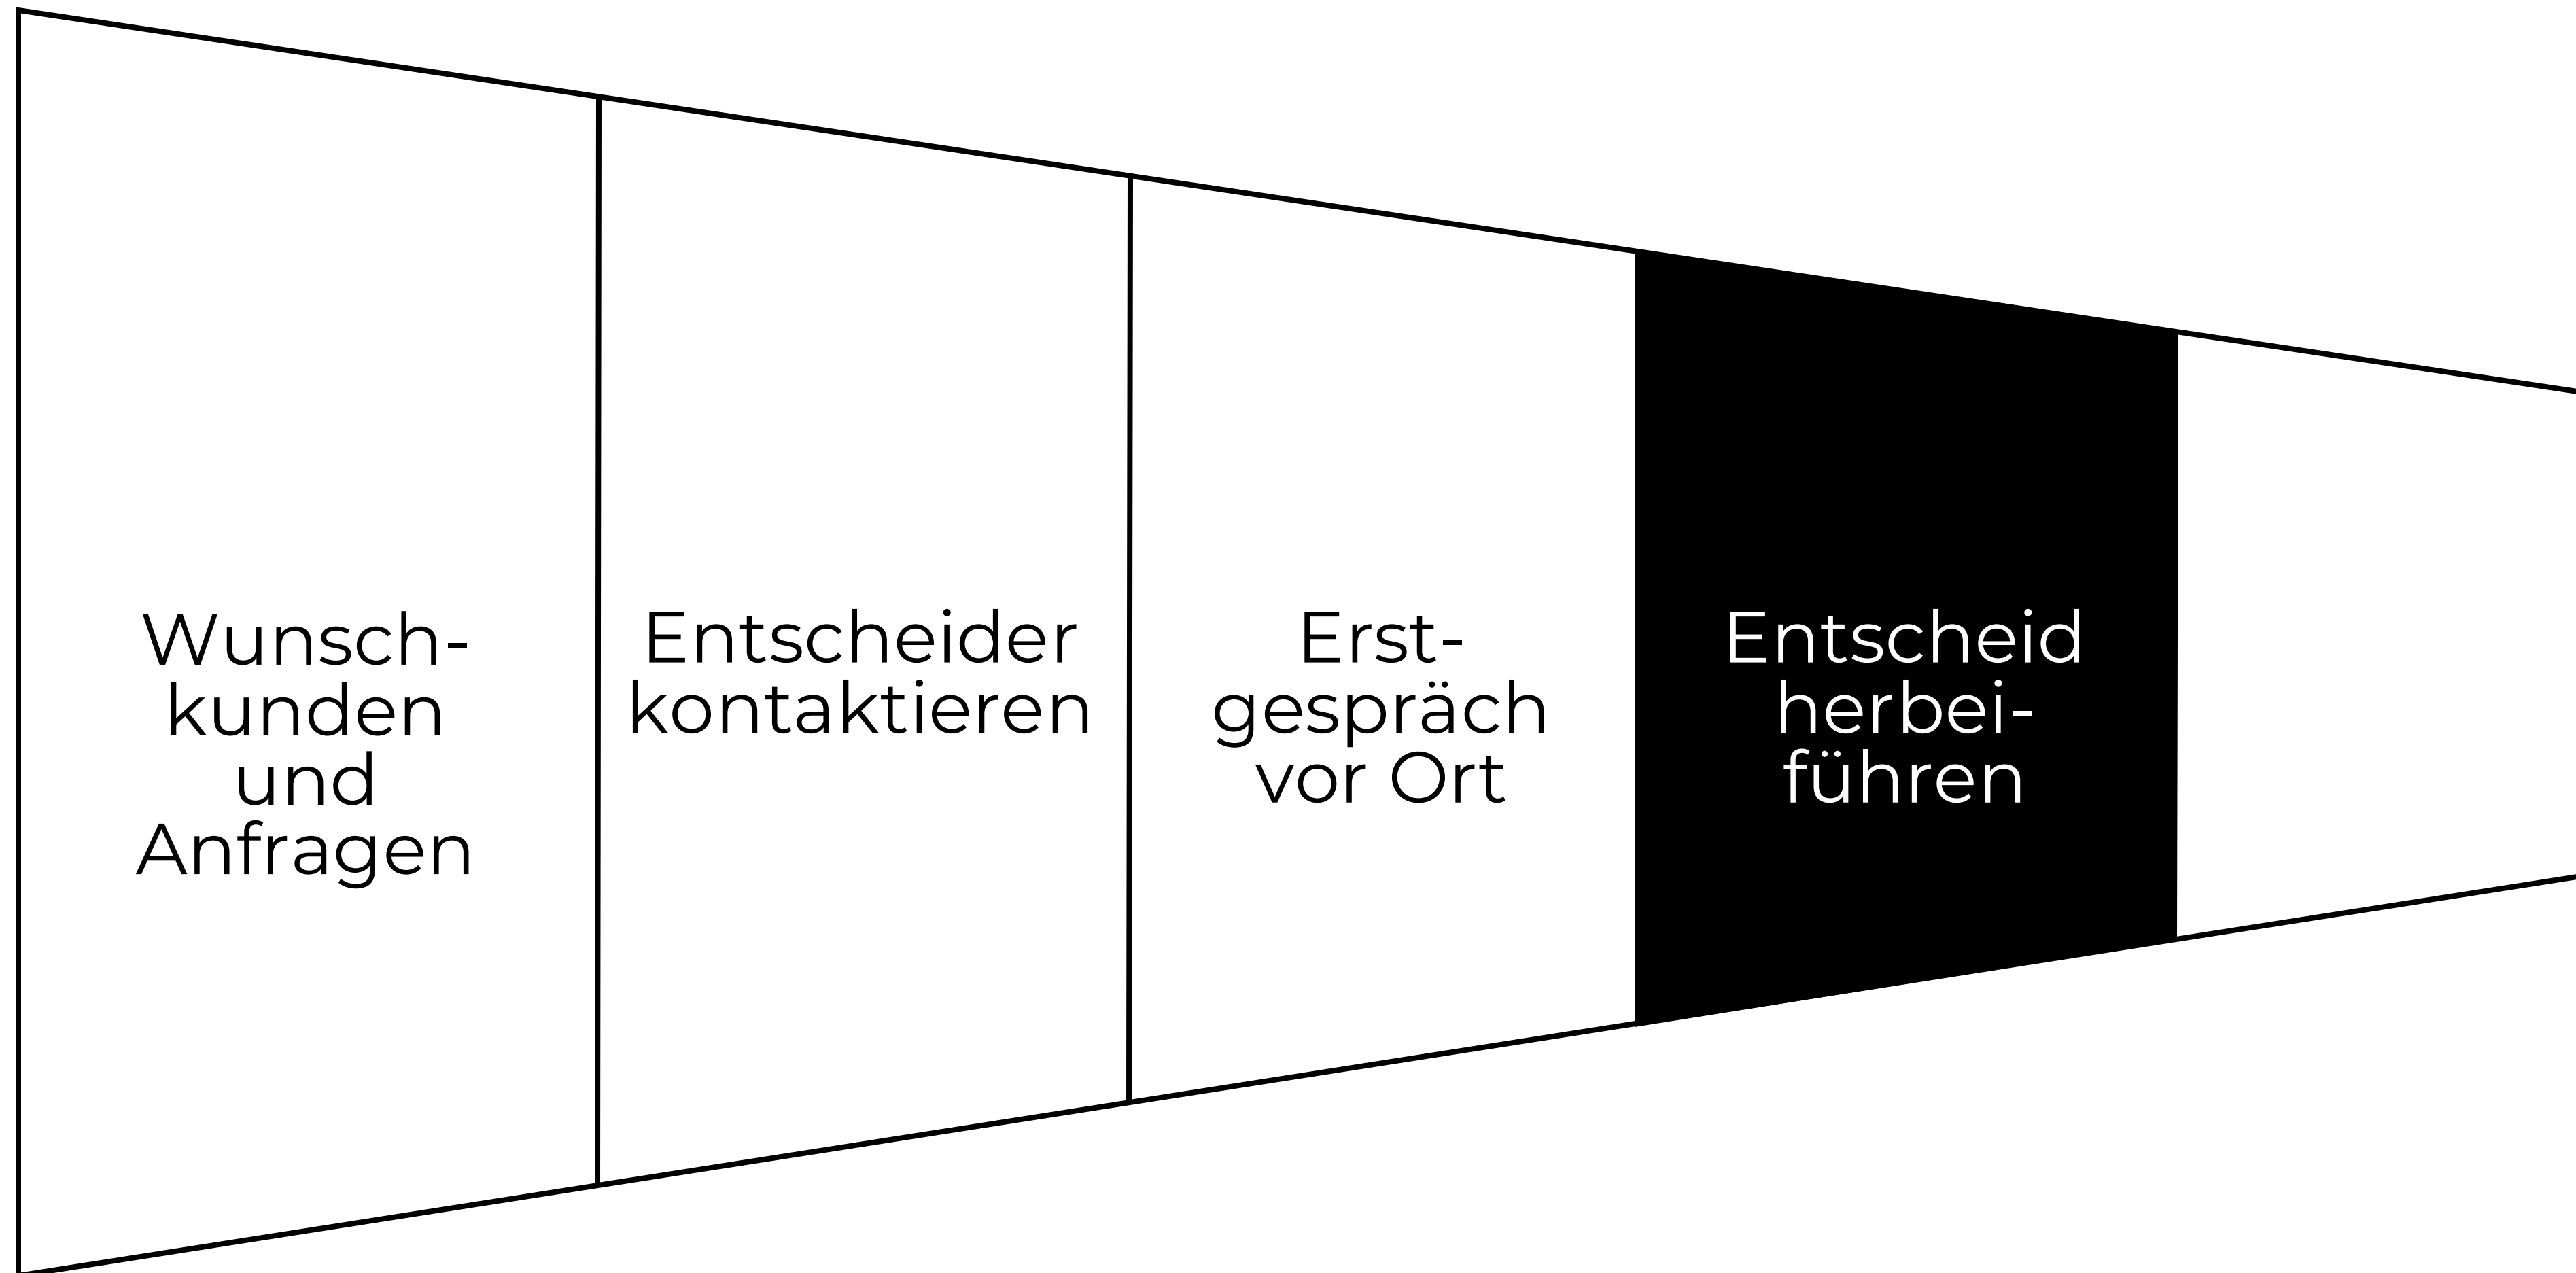 Wunsch-
kunden
und
Anfragen
Entscheider
kontaktieren
Erst-
gespräch
vor Ort
Entscheid
herbei-
führen